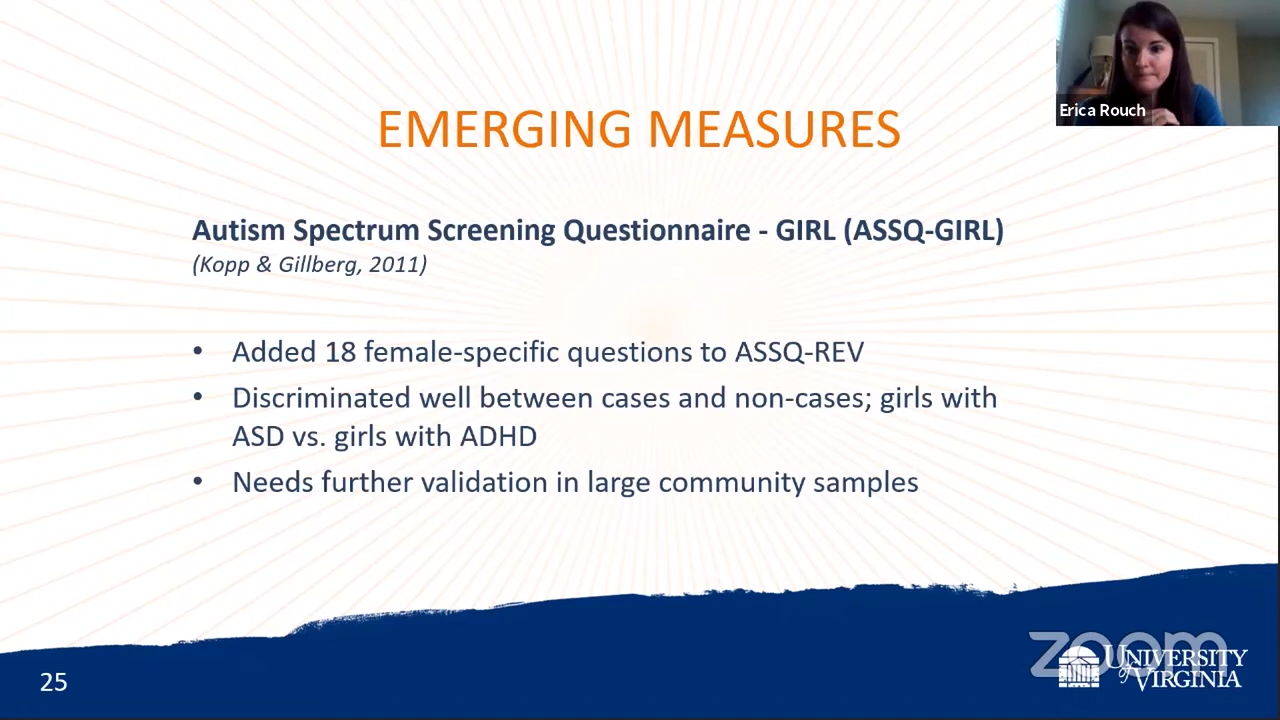 Erica Rouch
EMERGING MEASURES
Autism Spectrum Screening Questionnaire - GIRL (ASSQ-GIRL)
(Kopp & Gillberg, 2011)
• Added 18 female-specific questions to ASSQ-REV
• Discriminated well between cases and non-cases; girls with
ASD vs. girls with ADHD
• Needs further validation in large community samples
25
zoom
UNIVERSITY
of VIRGINIA